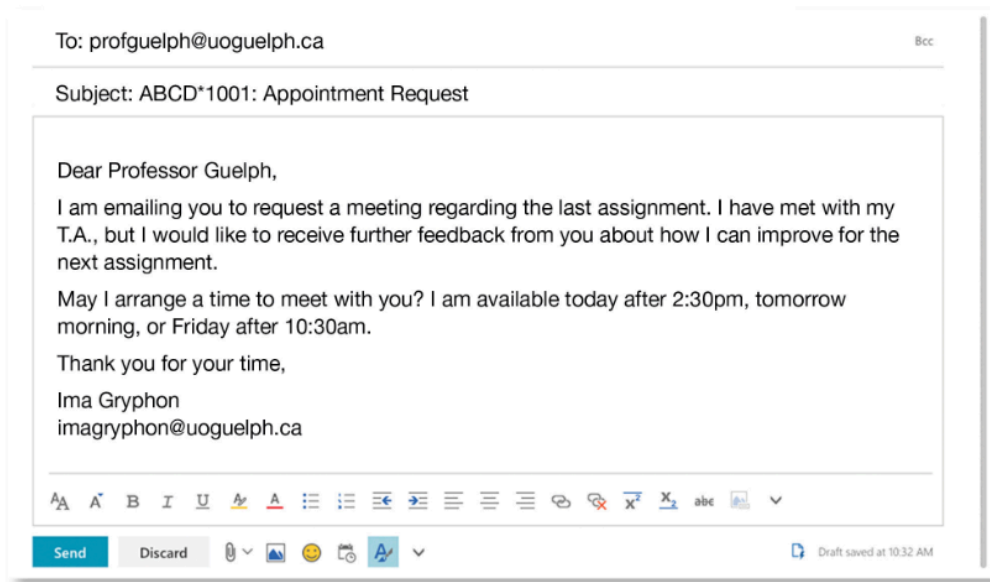 To: profguelph@uoguelph.ca
Bcc
Subject: ABCD*1001: Appointment Request
Dear Professor Guelph,
I am emailing you to request a meeting regarding the last assignment. I have met with my
T.A., but I would like to receive further feedback from you about how I can improve for the
next assignment.
May I arrange a time to meet with you? I am available today after 2:30pm, tomorrow
morning, or Friday after 10:30am.
Thank you for your time,
Ima Gryphon
imagryphon@uoguelph.ca
AA A B I U A A X² X₂ abc
Send Discard A Draft saved at 10:32 AM